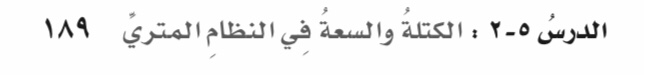 الدرسُ ٥-٢ : الكتلةُ والسعةُ فِي النظامِ المتريِّ ١٨٩